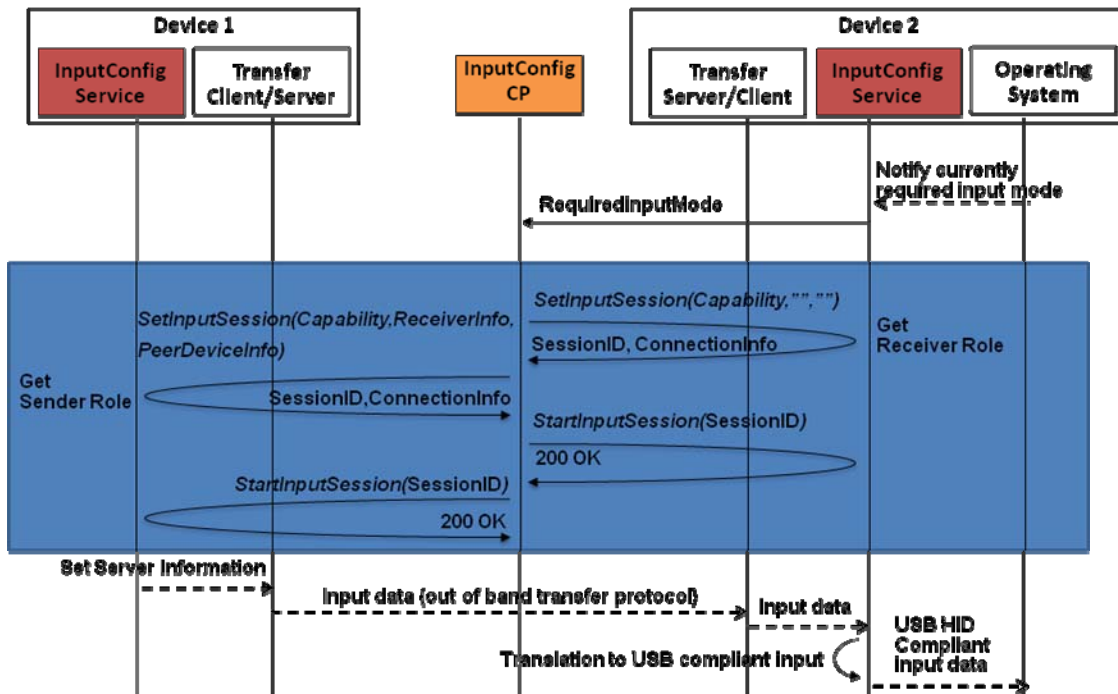 Device 1
Device 2
InputConfig
Service
Transfer
Client/Server
InputConfig
CP
Transfer
Server/Client
InputConfig
Service
Operating
System
Notify currently
required input mode
RequiredInputMode
SetInputSession(Capability,"","")
SetInputSession(Capability,ReceiverInfo,
PeerDeviceInfo)
SessionID, ConnectionInfo
Get
Receiver Role
Get
Sender Role
SessionID,ConnectionInfo
StartInputSession(SessionID)
200 OK
StartInputSession(SessionID)
200 OK
Set Server Information
Input data (out of band transfer protocol)
Input data
Translation to USB compliant input
USB HID
Compliant
input data